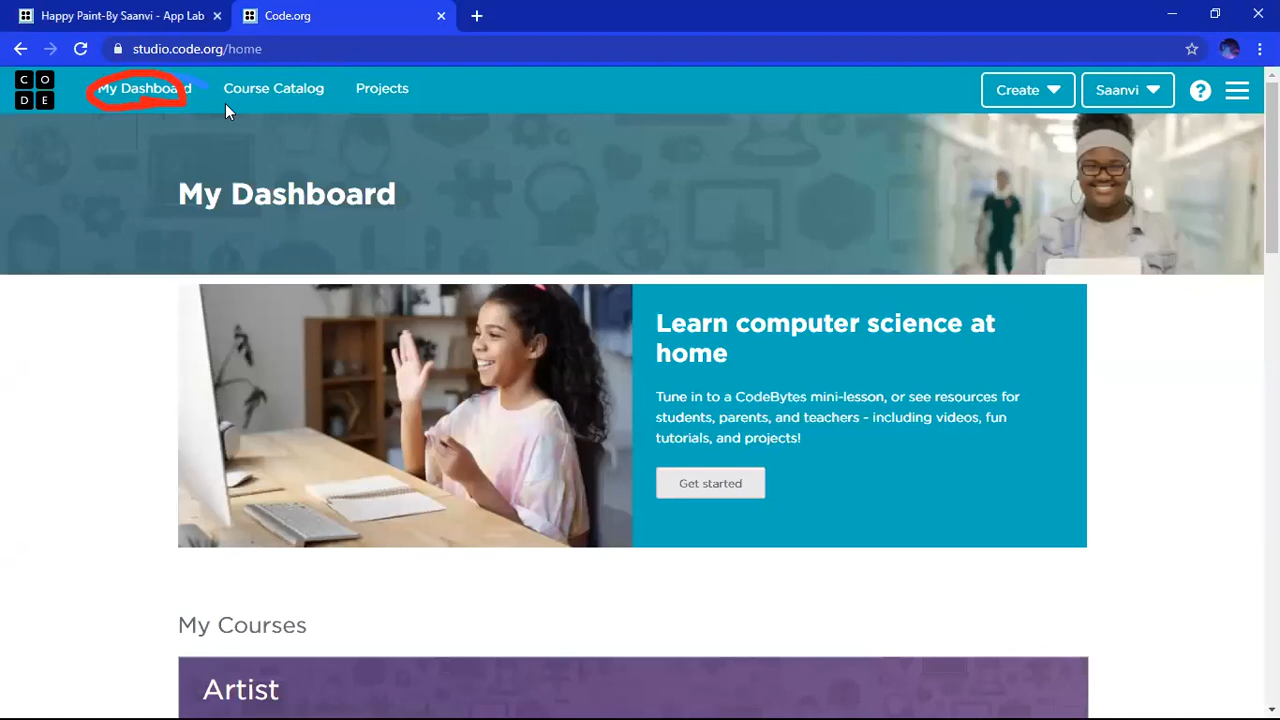 Happy Paint-By Saanvi - App Lab
Code.org
studio.code.org/home
C O
D E
My Dashboard
Course Catalog
Projects
Create
Saanvi
?
My Dashboard
Learn computer science at
home
Tune in to a CodeBytes mini-lesson, or see resources for
students, parents, and teachers - including videos, fun
tutorials, and projects!
Get started
My Courses
Artist